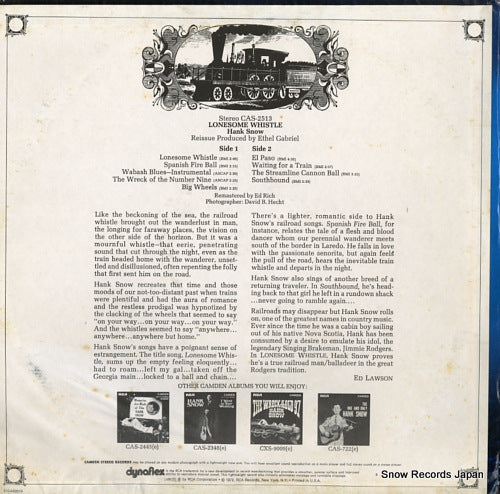 Stereo CAS-2513
LONESOME WHISTLE
Hank Snow
Reissue Produced by Ethel Gabriel
Side 1
Lonesome Whistle (BMI 2:46)
Spanish Fire Ball
Wabash Blues—Instrumental
The Wreck of the Number Nine
Big Wheels
Side 2
El Paso
Waiting for a Train
The Streamline Cannon Ball
Southbound
Remastered by Ed Rich
Photographer: David B. Hecht
Like the beckoning of the sea, the railroad
whistle brought out the wanderlust in man,
the longing for faraway places, the vision on
the other side of the horizon. But it was a
mournful whistle—that eerie, penetrating
sound that cut through the night, even as the
train headed home with the wanderer, unset-
tled and disillusioned, often repenting the folly
that first sent him on the road.
Hank Snow recreates that time and those
moods of our not-too-distant past when trains
were plentiful and had the aura of romance
and the restless prodigal was hypnotized by
the clacking of the wheels that seemed to say
"on your way...on your way...on your way."
And the whistles seemed to say "anywhere...
anywhere...anywhere but home."
Hank Snow's songs have a poignant sense of
estrangement. The title song, Lonesome Whis-
tle, sums up the empty feeling eloquently...
had to roam...left my gal...taken off the
Georgia main...locked to a ball and chain....
There's a lighter, romantic side to Hank
Snow's railroad songs. Spanish Fire Ball, for
instance, relates the tale of a flesh and blood
dancer whom our perennial wanderer meets
south of the border in Laredo. He falls in love
with the passionate senorita, but again feels
the pull of the road, hears the inevitable train
whistle and departs in the night.
Hank Snow also sings of another breed of a
returning traveler. In Southbound, he's head-
ing back to that girl he left in a rundown shack
...never going to ramble again....
Railroads may disappear but Hank Snow rolls
on, one of the greatest names in country music.
Ever since the time he was a cabin boy sailing
out of his native Nova Scotia, Hank has been
consumed by a desire to emulate his idol, the
legendary Singing Brakeman, Jimmie Rodgers.
In LONESOME WHISTLE, Hank Snow proves
he's a true railroad man/balladeer in the great
Rodgers tradition.
ED LAWSON
OTHER CAMDEN ALBUMS YOU WILL ENJOY:
HANK
SNOW
THE WRECK OF THE OLD 97
HANK SNOW
HANK SNOW
CAS-2443(e)
CAS-2348(e)
CXS-9009(e)
CAS-722(e)
dynaflex
Snow Records Japan